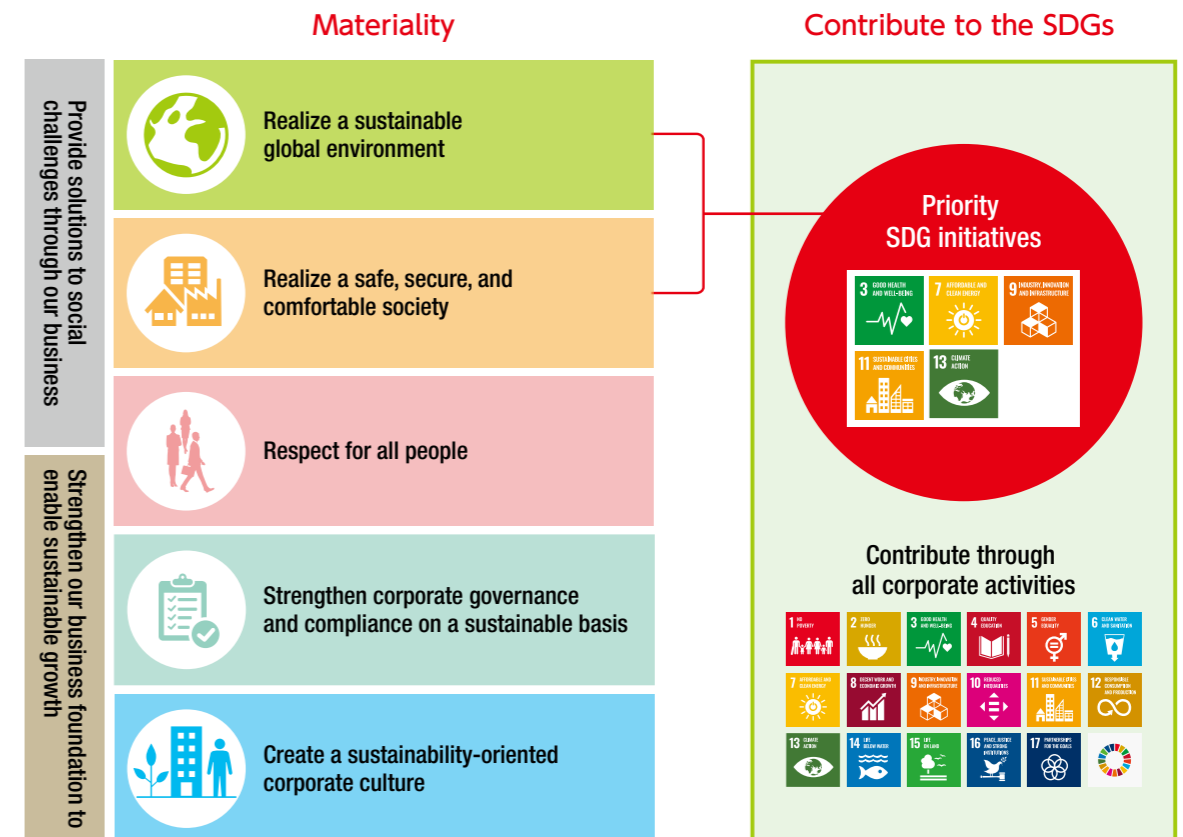 Materiality
Contribute to the SDGs
Provide solutions to social
challenges through our business
Strengthen our business foundation to
enable sustainable growth
Realize a sustainable
global environment
Realize a safe, secure, and
comfortable society
Respect for all people
Strengthen corporate governance
and compliance on a sustainable basis
Create a sustainability-oriented
corporate culture
Priority
SDG initiatives
3 GOOD HEALTH
AND WELL-BEING
7 AFFORDABLE AND
CLEAN ENERGY
9 INDUSTRY, INNOVATION
AND INFRASTRUCTURE
11 SUSTAINABLE CITIES
AND COMMUNITIES
13 CLIMATE
ACTION
Contribute through
all corporate activities
1 NO
POVERTY
2 ZERO
HUNGER
3 GOOD HEALTH
AND WELL-BEING
4 QUALITY
EDUCATION
5 GENDER
EQUALITY
6 CLEAN WATER
AND SANITATION
7 AFFORDABLE AND
CLEAN ENERGY
8 DECENT WORK AND
ECONOMIC GROWTH
9 INDUSTRY, INNOVATION
AND INFRASTRUCTURE
10 REDUCED
INEQUALITIES
11 SUSTAINABLE CITIES
AND COMMUNITIES
12 RESPONSIBLE
CONSUMPTION
AND PRODUCTION
13 CLIMATE
ACTION
14 LIFE
BELOW WATER
15 LIFE
ON LAND
16 PEACE, JUSTICE
AND STRONG
INSTITUTIONS
17 PARTNERSHIPS
FOR THE GOALS